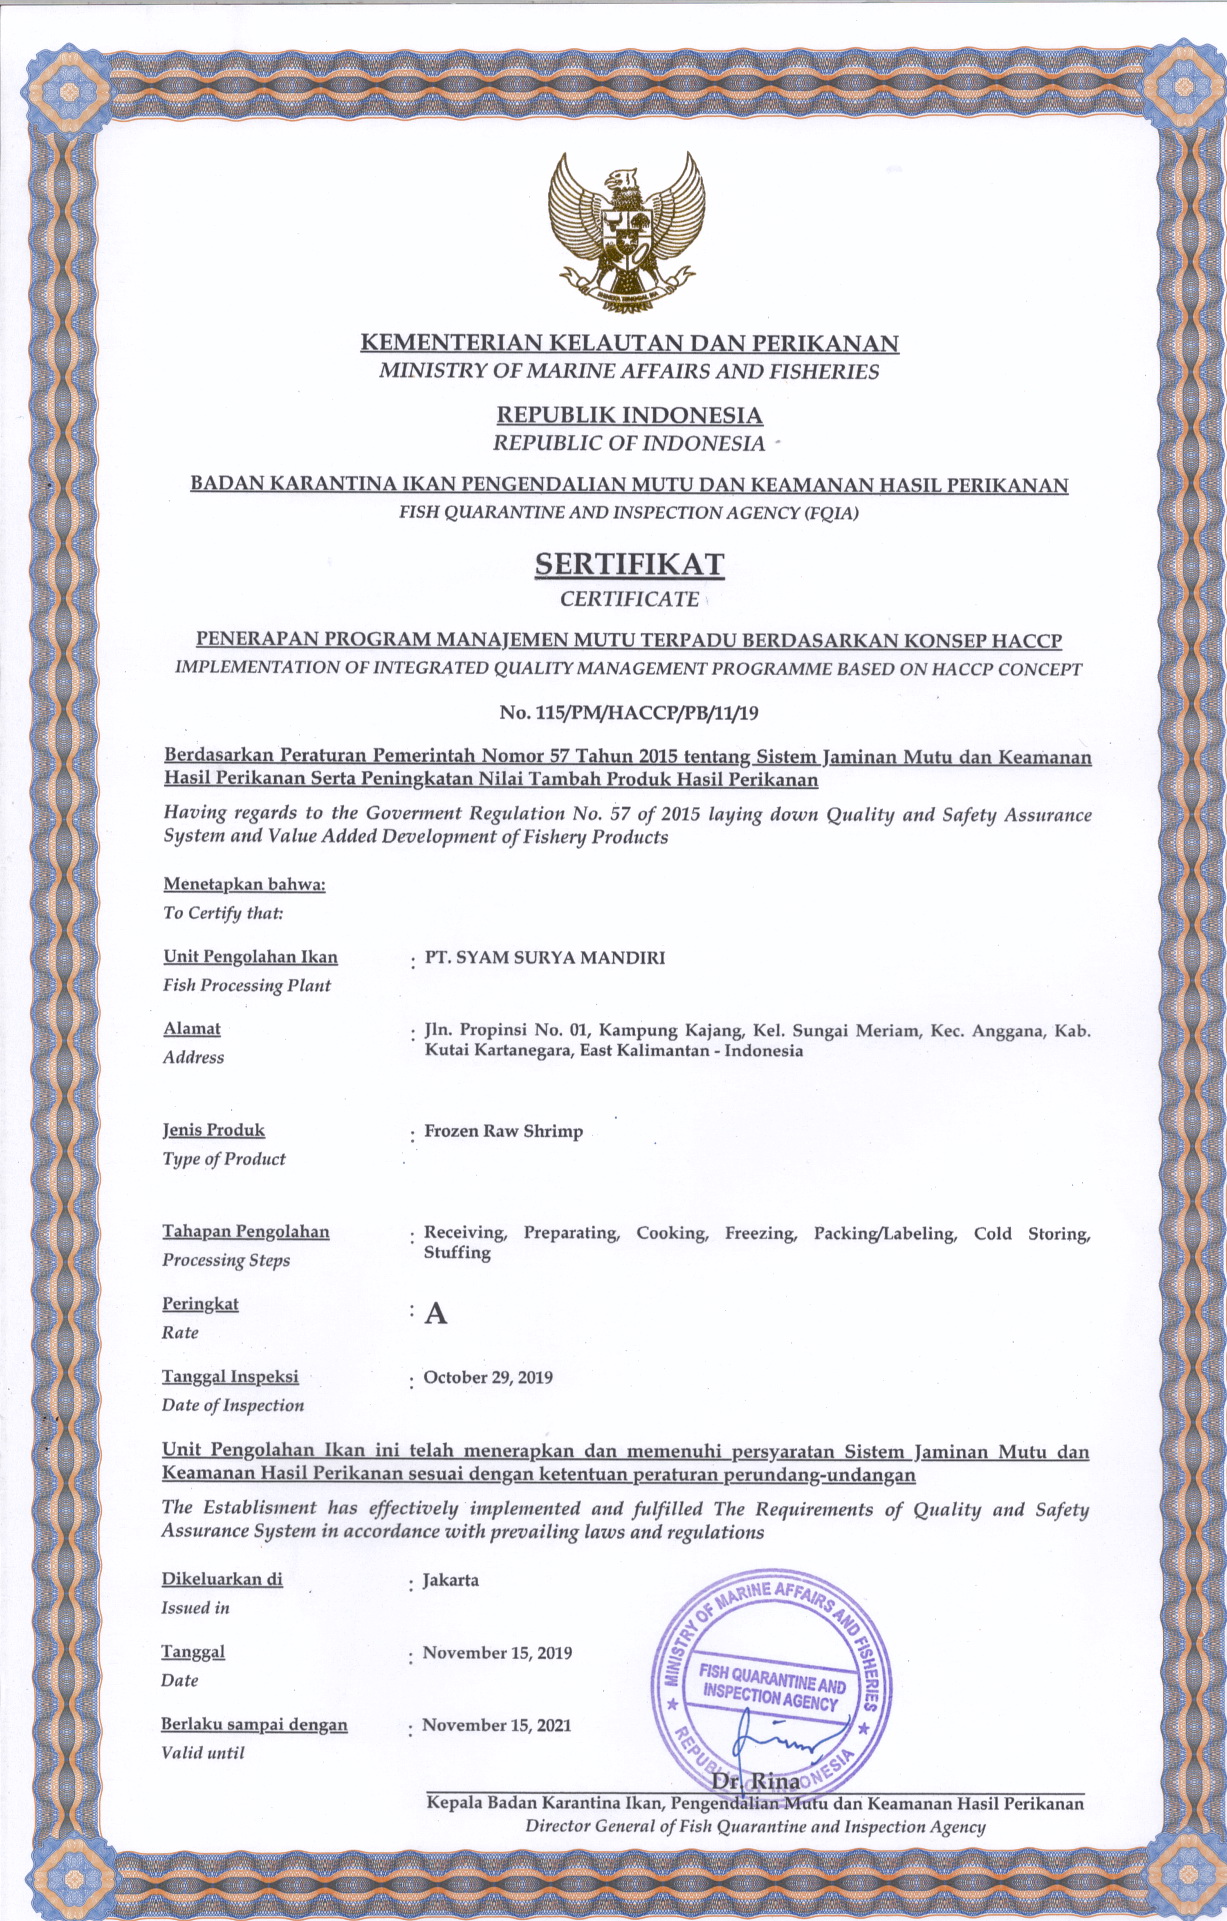 KEMENTERIAN KELAUTAN DAN PERIKANAN
MINISTRY OF MARINE AFFAIRS AND FISHERIES
REPUBLIK INDONESIA
REPUBLIC OF INDONESIA
BADAN KARANTINA IKAN PENGENDALIAN MUTU DAN KEAMANAN HASIL PERIKANAN
FISH QUARANTINE AND INSPECTION AGENCY (FQIA)
SERTIFIKAT
CERTIFICATE
PENERAPAN PROGRAM MANAJEMEN MUTU TERPADU BERDASARKAN KONSEP HACCP
IMPLEMENTATION OF INTEGRATED QUALITY MANAGEMENT PROGRAMME BASED ON HACCP CONCEPT
No. 115/PM/HACCP/PB/11/19
Berdasarkan Peraturan Pemerintah Nomor 57 Tahun 2015 tentang Sistem Jaminan Mutu dan Keamanan
Hasil Perikanan Serta Peningkatan Nilai Tambah Produk Hasil Perikanan
Having regards to the Goverment Regulation No. 57 of 2015 laying down Quality and Safety Assurance
System and Value Added Development of Fishery Products
Menetapkan bahwa:
To Certify that:
Unit Pengolahan Ikan : PT. SYAM SURYA MANDIRI
Fish Processing Plant
Alamat : Jln. Propinsi No. 01, Kampung Kajang, Kel. Sungai Meriam, Kec. Anggana, Kab.
Address Kutai Kartanegara, East Kalimantan - Indonesia
Jenis Produk : Frozen Raw Shrimp
Type of Product
Tahapan Pengolahan : Receiving, Preparating, Cooking, Freezing, Packing/Labeling, Cold Storing,
Processing Steps Stuffing
Peringkat : A
Rate
Tanggal Inspeksi : October 29, 2019
Date of Inspection
Unit Pengolahan Ikan ini telah menerapkan dan memenuhi persyaratan Sistem Jaminan Mutu dan
Keamanan Hasil Perikanan sesuai dengan ketentuan peraturan perundang-undangan
The Establisment has effectively implemented and fulfilled The Requirements of Quality and Safety
Assurance System in accordance with prevailing laws and regulations
Dikeluarkan di : Jakarta
Issued in
Tanggal : November 15, 2019
Date
Berlaku sampai dengan : November 15, 2021
Valid until
MINISTRY OF MARINE AFFAIRS AND FISHERIES
FISH QUARANTINE AND
INSPECTION AGENCY
REPUBLIC OF INDONESIA
Dr. Rina
Kepala Badan Karantina Ikan, Pengendalian Mutu dan Keamanan Hasil Perikanan
Director General of Fish Quarantine and Inspection Agency